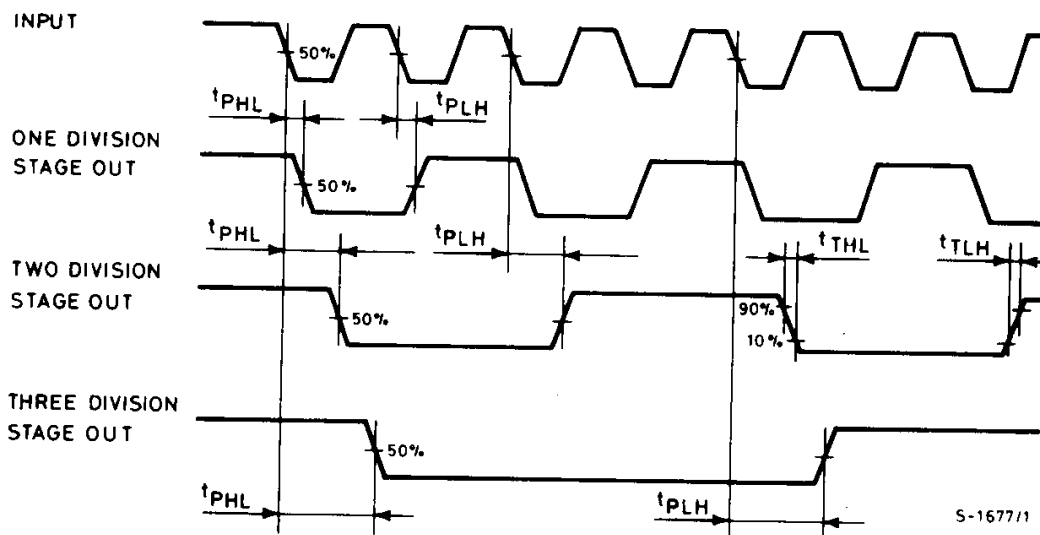 INPUT
50%
tPHL
tPLH
ONE DIVISION
STAGE OUT
50%
tPHL
tPLH
tTHL
tTLH
TWO DIVISION
STAGE OUT
50%
90%
10%
THREE DIVISION
STAGE OUT
50%
tPHL
tPLH
S-1677/1